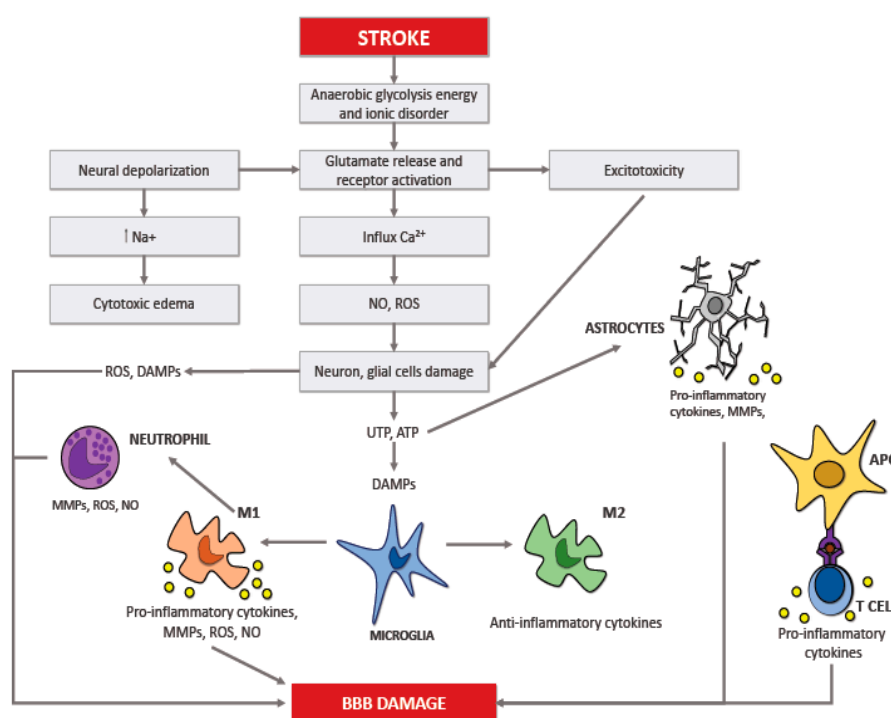 STROKE
Anaerobic glycolysis energy
and ionic disorder
Neural depolarization
Glutamate release and
receptor activation
Excitotoxicity
↑Na+
Influx Ca²⁺
Cytotoxic edema
NO, ROS
ASTROCYTES
ROS, DAMPs
Neuron, glial cells damage
Pro-inflammatory
cytokines, MMPs,
UTP, ATP
NEUTROPHIL
APC
DAMPs
MMPs, ROS, NO
M1
M2
T CEL
Pro-inflammatory cytokines,
MMPs, ROS, NO
MICROGLIA
Anti-inflammatory cytokines
Pro-inflammatory
cytokines
BBB DAMAGE